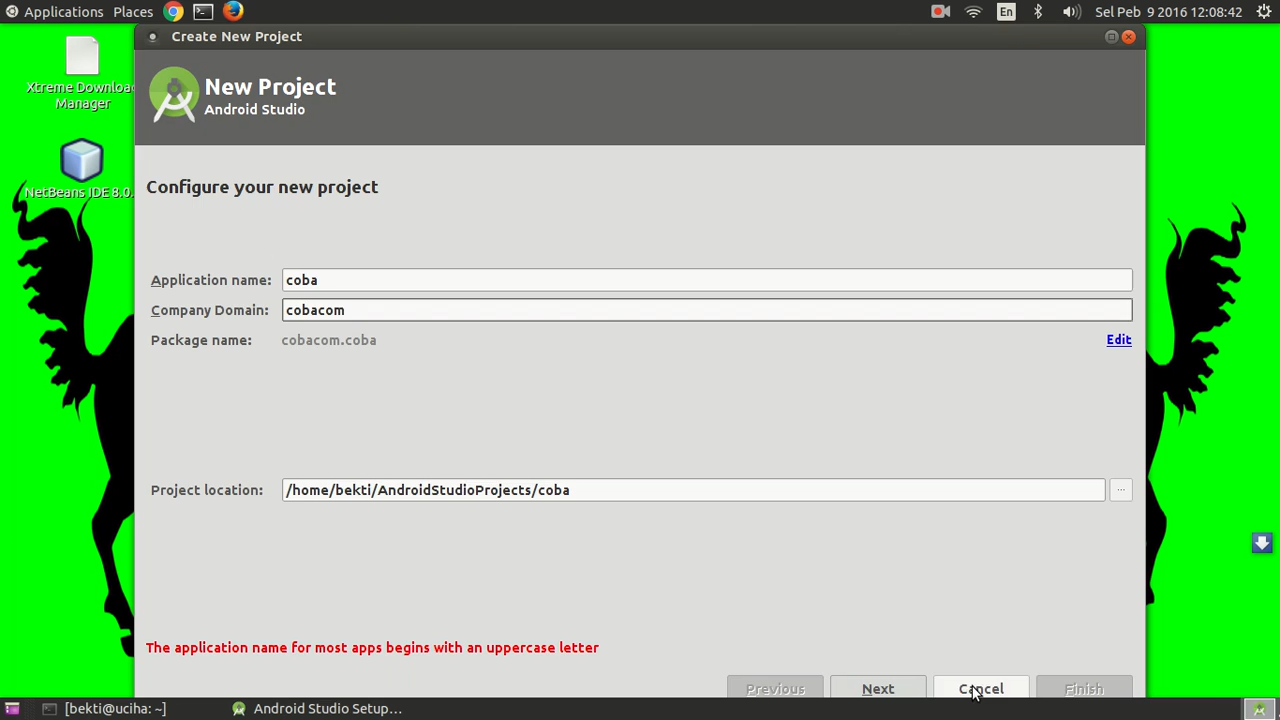 Applications Places En Sel Peb 9 2016 12:08:42
Create New Project
Xtreme Downloa
Manager
NetBeans IDE 8.0.
New Project
Android Studio
Configure your new project
Application name: coba
Company Domain: cobacom
Package name: cobacom.coba Edit
Project location: /home/bekti/AndroidStudioProjects/coba ...
The application name for most apps begins with an uppercase letter
Previous Next Cancel Finish
[bekti@uciha: ~] Android Studio Setup...